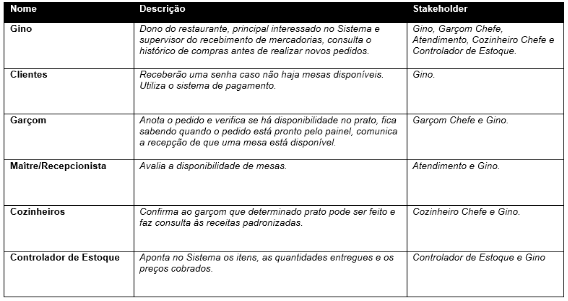 Nome Descrição Stakeholder
Gino Dono do restaurante, principal interessado no Sistema e Gino, Garçom Chefe,
supervisor do recebimento de mercadorias, consulta o Atendimento, Cozinheiro Chefe e
histórico de compras antes de realizar novos pedidos. Controlador de Estoque.
Clientes Receberão uma senha caso não haja mesas disponíveis. Gino.
Utiliza o sistema de pagamento.
Garçom Anota o pedido e verifica se há disponibilidade no prato, fica Garçom Chefe e Gino.
sabendo quando o pedido está pronto pelo painel, comunica
a recepção de que uma mesa está disponível.
Maître/Recepcionista Avalia a disponibilidade de mesas. Atendimento e Gino.
Cozinheiros Confirma ao garçom que determinado prato pode ser feito e Cozinheiro Chefe e Gino.
faz consulta às receitas padronizadas.
Controlador de Estoque Aponta no Sistema os itens, as quantidades entregues e os Controlador de Estoque e Gino
preços cobrados.